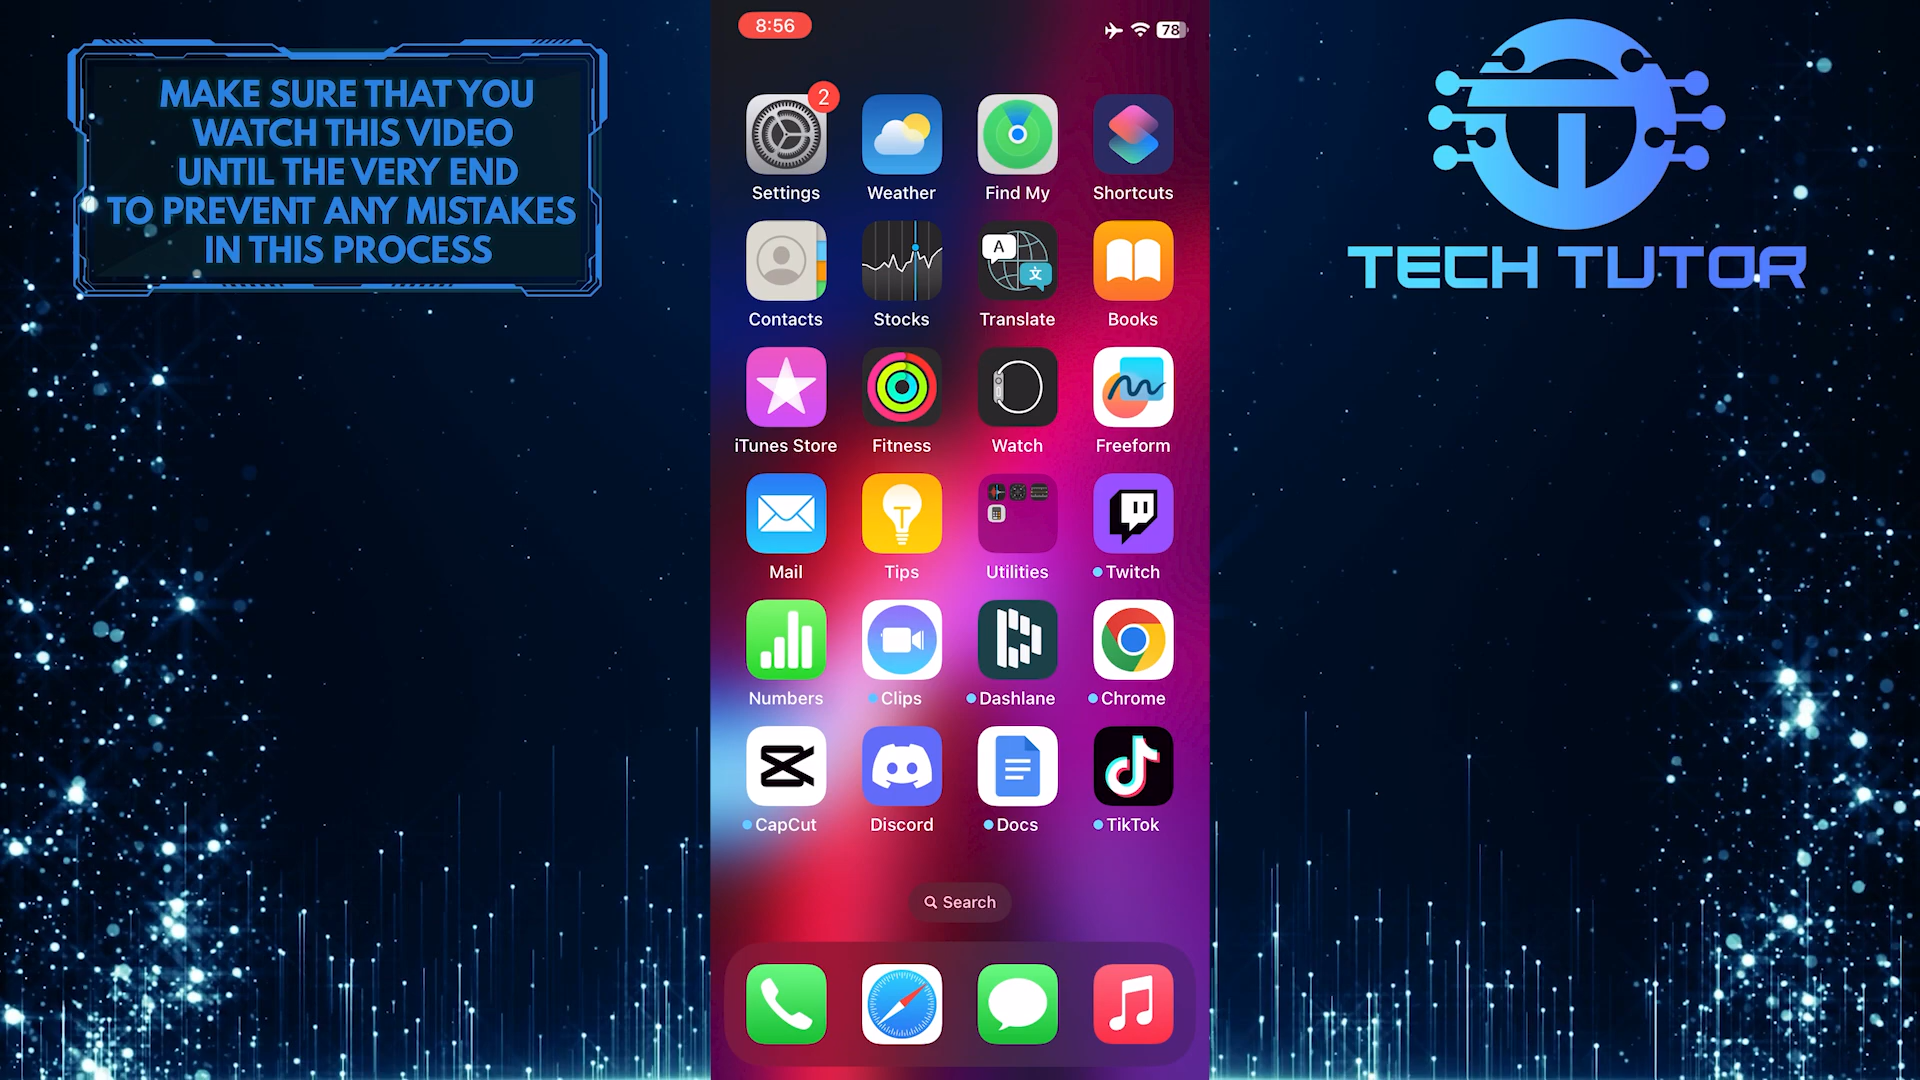 MAKE SURE THAT YOU
WATCH THIS VIDEO
UNTIL THE VERY END
TO PREVENT ANY MISTAKES
IN THIS PROCESS
8:56
78
TECH TUTOR
2
Settings
Weather
Find My
Shortcuts
A
文
Contacts
Stocks
Translate
Books
iTunes Store
Fitness
Watch
Freeform
Mail
Tips
Utilities
Twitch
Numbers
Clips
Dashlane
Chrome
CapCut
Discord
Docs
TikTok
Search